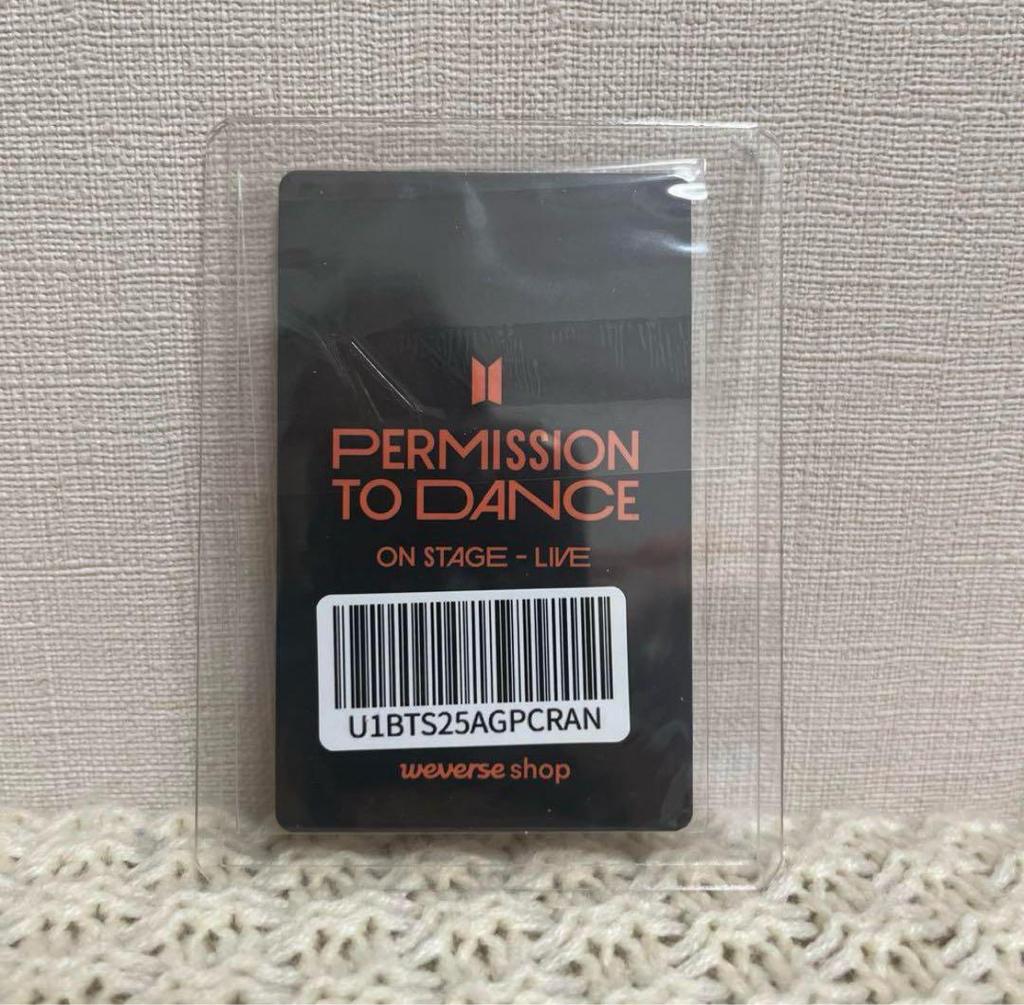 PERMISSION
TO DANCE
ON STAGE - LIVE
U1BTS25AGPCRAN
weverse shop